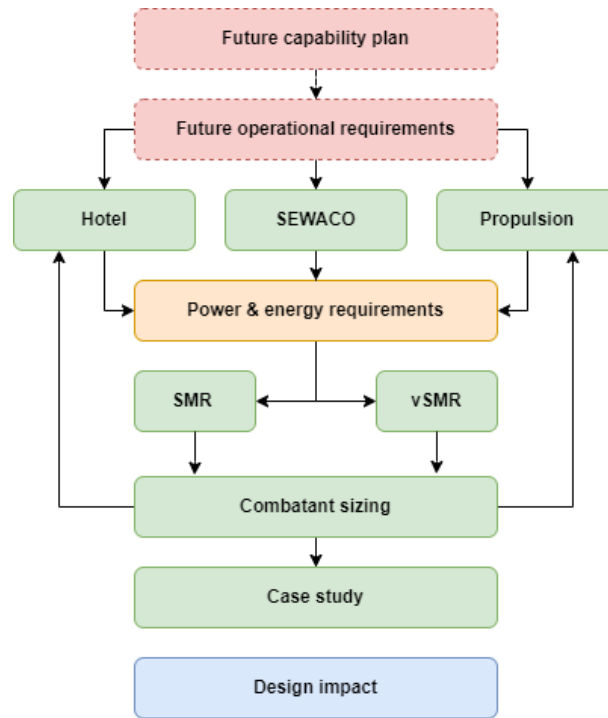 Future capability plan
Future operational requirements
Hotel
SEWACO
Propulsion
Power & energy requirements
SMR
vSMR
Combatant sizing
Case study
Design impact